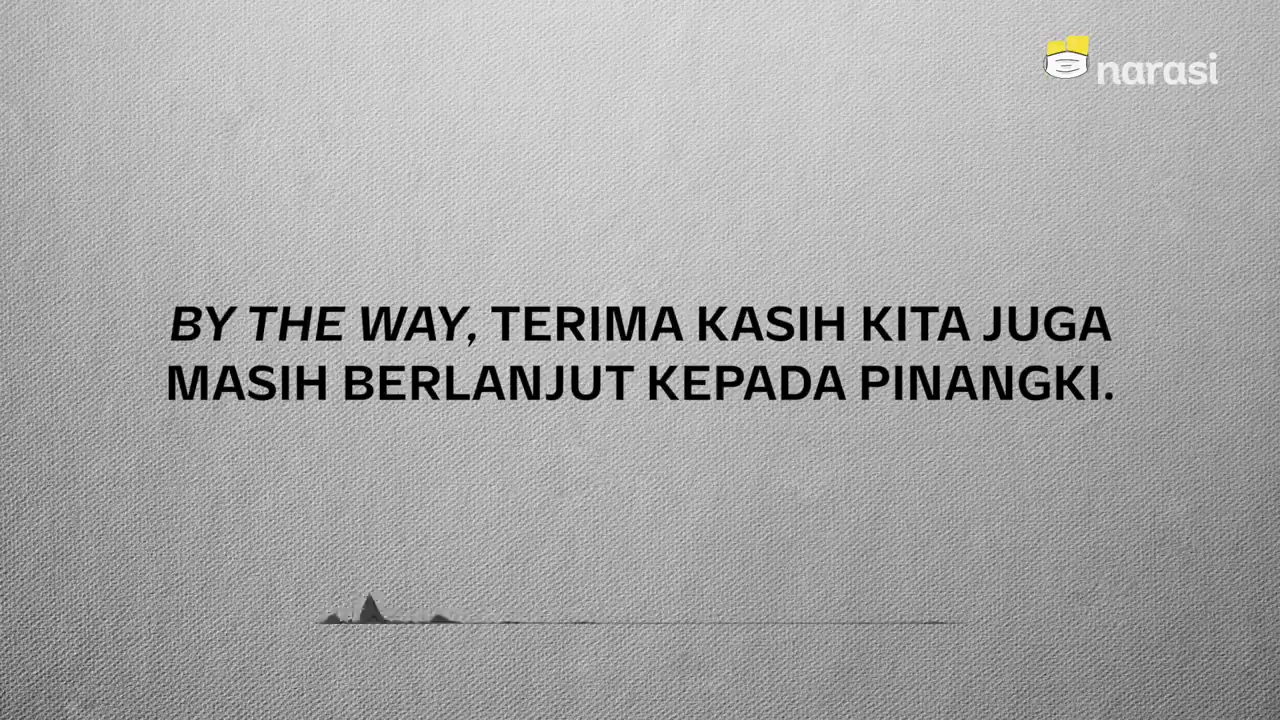 narasi
BY THE WAY, TERIMA KASIH KITA JUGA
MASIH BERLANJUT KEPADA PINANGKI.